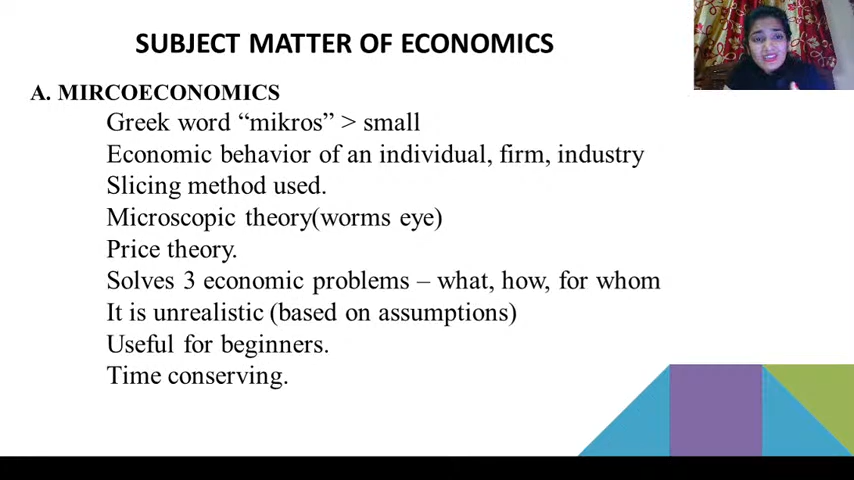 SUBJECT MATTER OF ECONOMICS
A. MIRCOECONOMICS
Greek word “mikros” > small
Economic behavior of an individual, firm, industry
Slicing method used.
Microscopic theory(worms eye)
Price theory.
Solves 3 economic problems – what, how, for whom
It is unrealistic (based on assumptions)
Useful for beginners.
Time conserving.